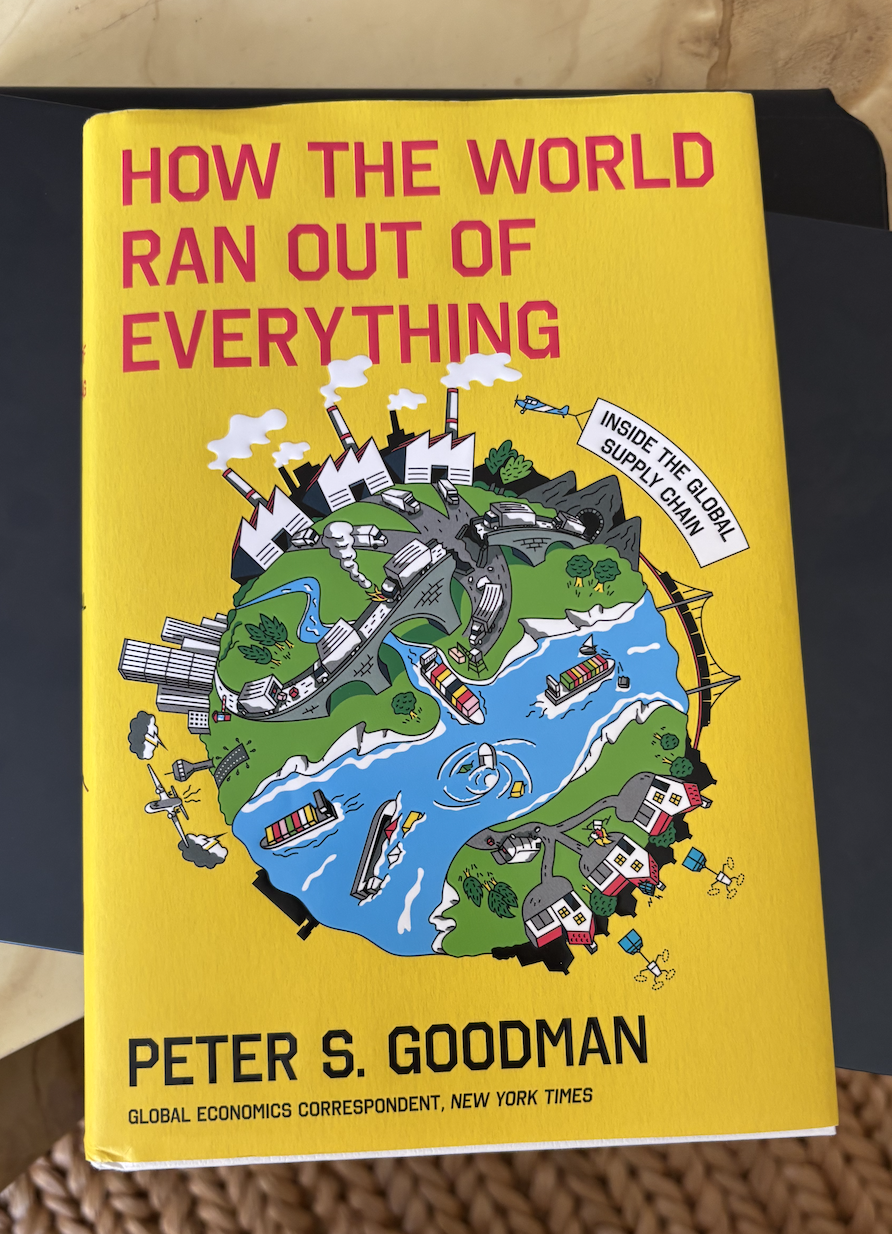 HOW THE WORLD
RAN OUT OF
EVERYTHING
INSIDE THE GLOBAL
SUPPLY CHAIN
PETER S. GOODMAN
GLOBAL ECONOMICS CORRESPONDENT, NEW YORK TIMES